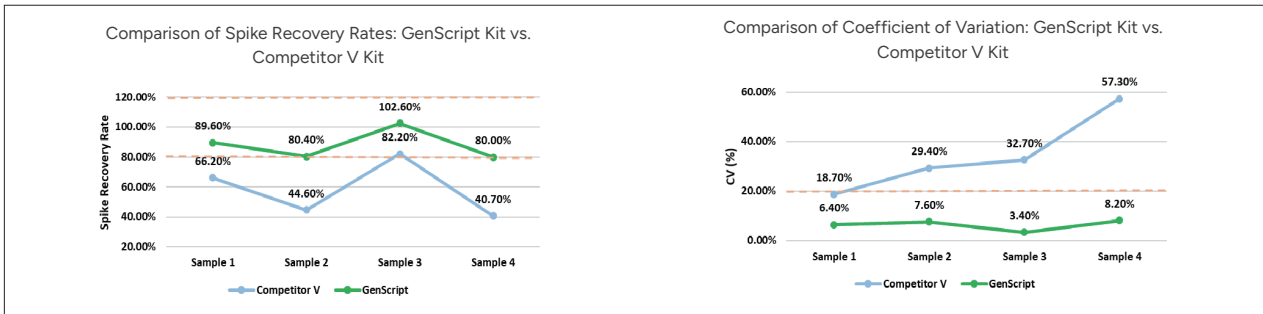 Comparison of Spike Recovery Rates: GenScript Kit vs.
Competitor V Kit
120.00%
100.00%
80.00%
60.00%
40.00%
20.00%
Spike Recovery Rate
89.60%
80.40%
102.60%
80.00%
66.20%
44.60%
82.20%
40.70%
Sample 1 Sample 2 Sample 3 Sample 4
Competitor V GenScript
Comparison of Coefficient of Variation: GenScript Kit vs.
Competitor V Kit
60.00%
40.00%
20.00%
0.00%
CV (%)
18.70%
29.40%
32.70%
57.30%
6.40%
7.60%
3.40%
8.20%
Sample 1 Sample 2 Sample 3 Sample 4
Competitor V GenScript